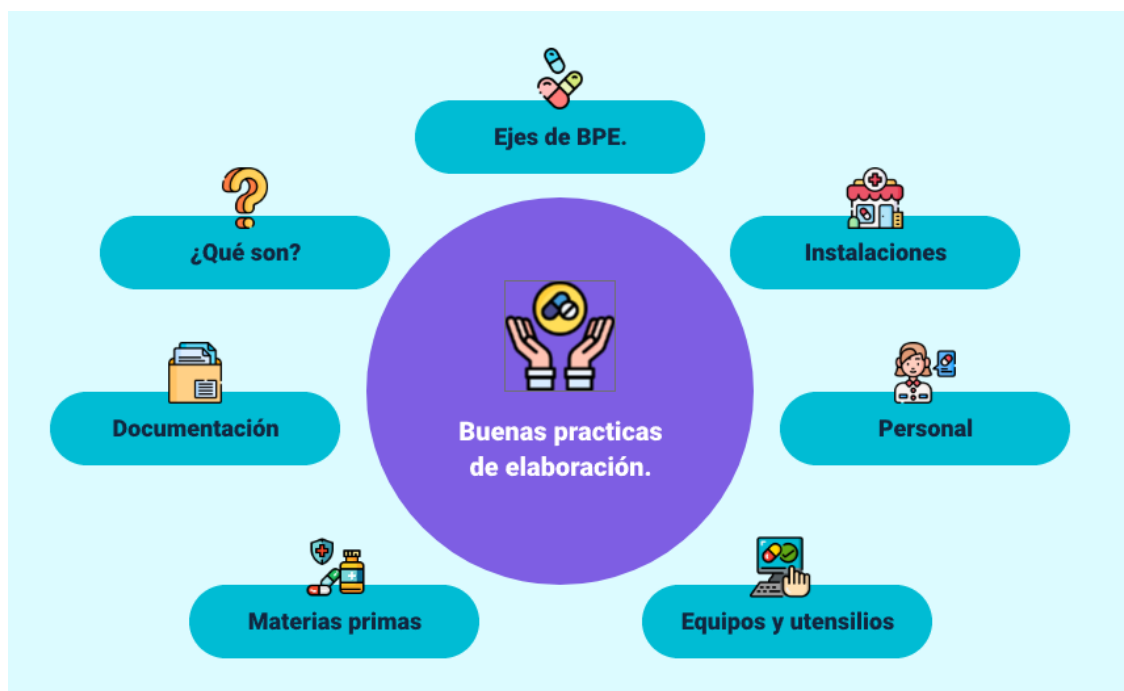 Ejes de BPE.
¿Qué son?
Instalaciones
Documentación
Buenas practicas
de elaboración.
Personal
Materias primas
Equipos y utensilios